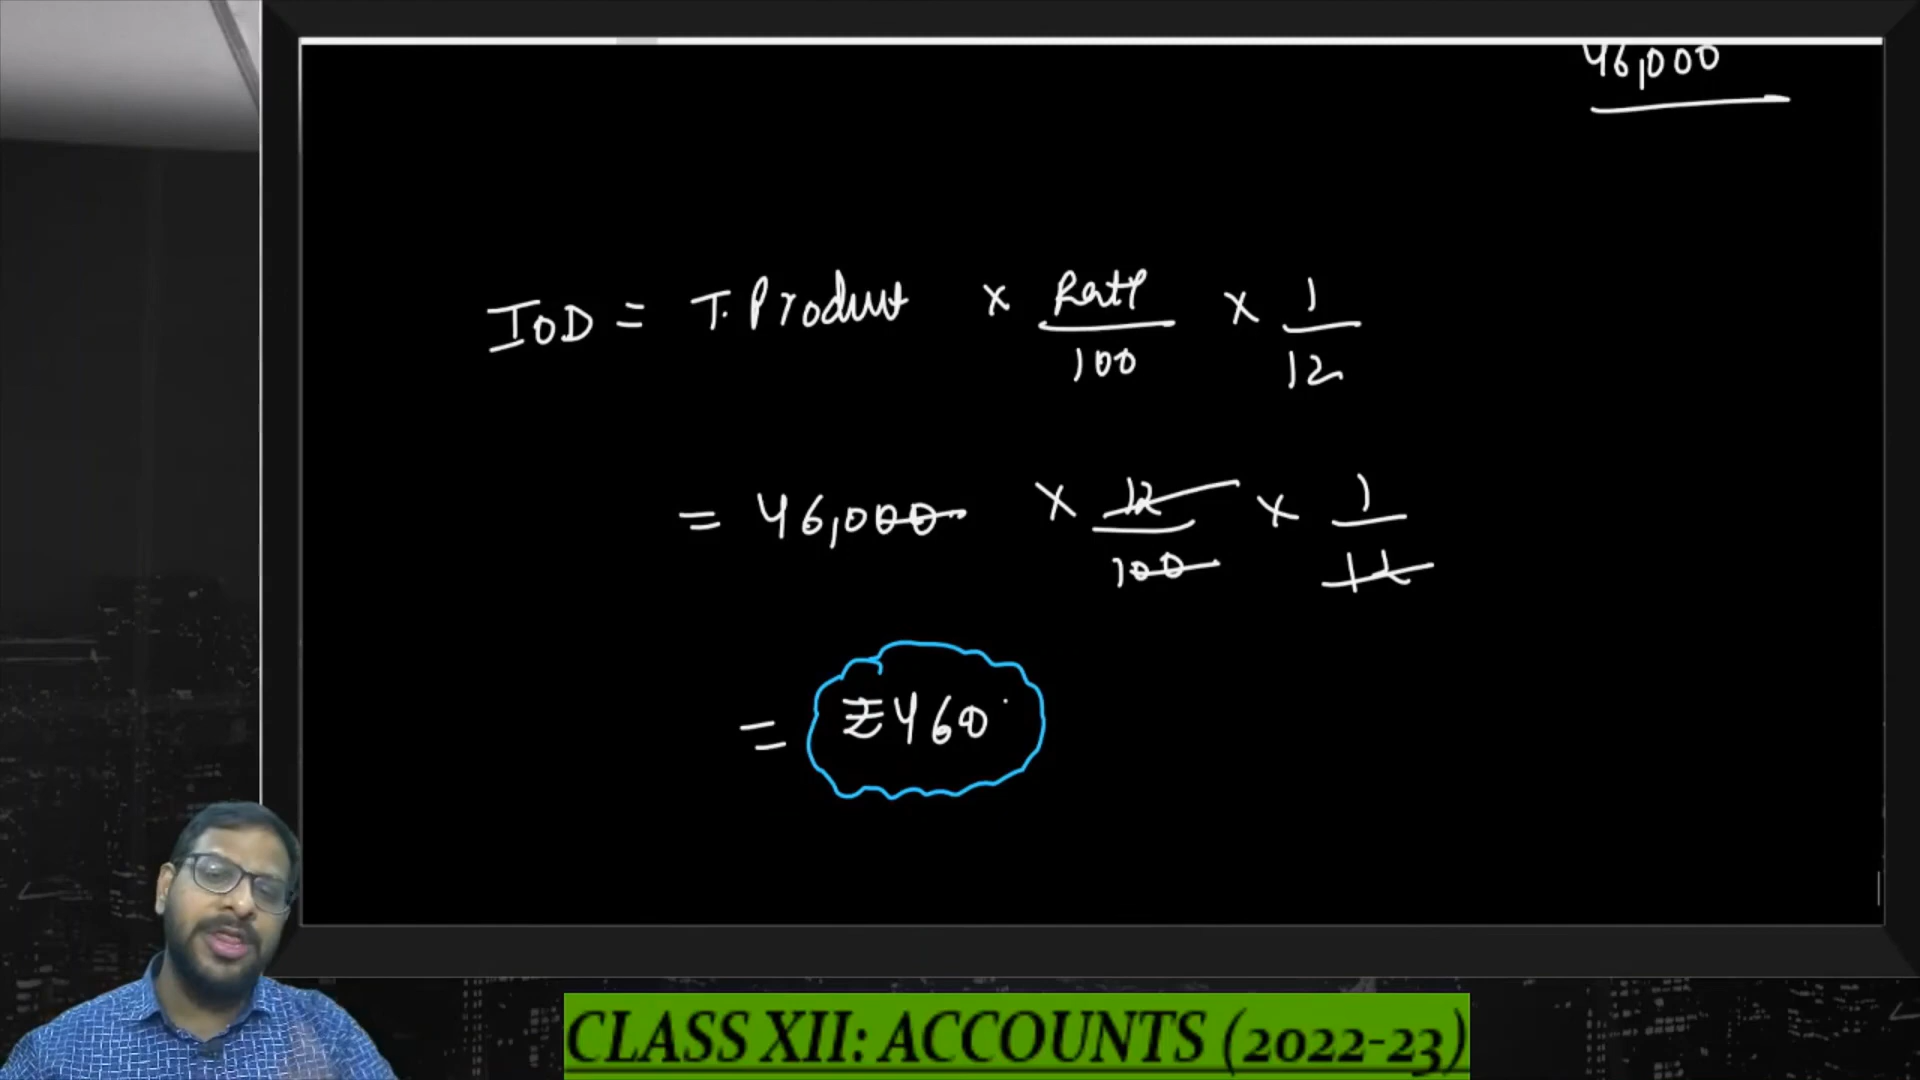 46,000
IOD = T. Product × Rate/100 × 1/12
= 46,000 × 12/100 × 1/12
= ₹460
CLASS XII: ACCOUNTS (2022-23)